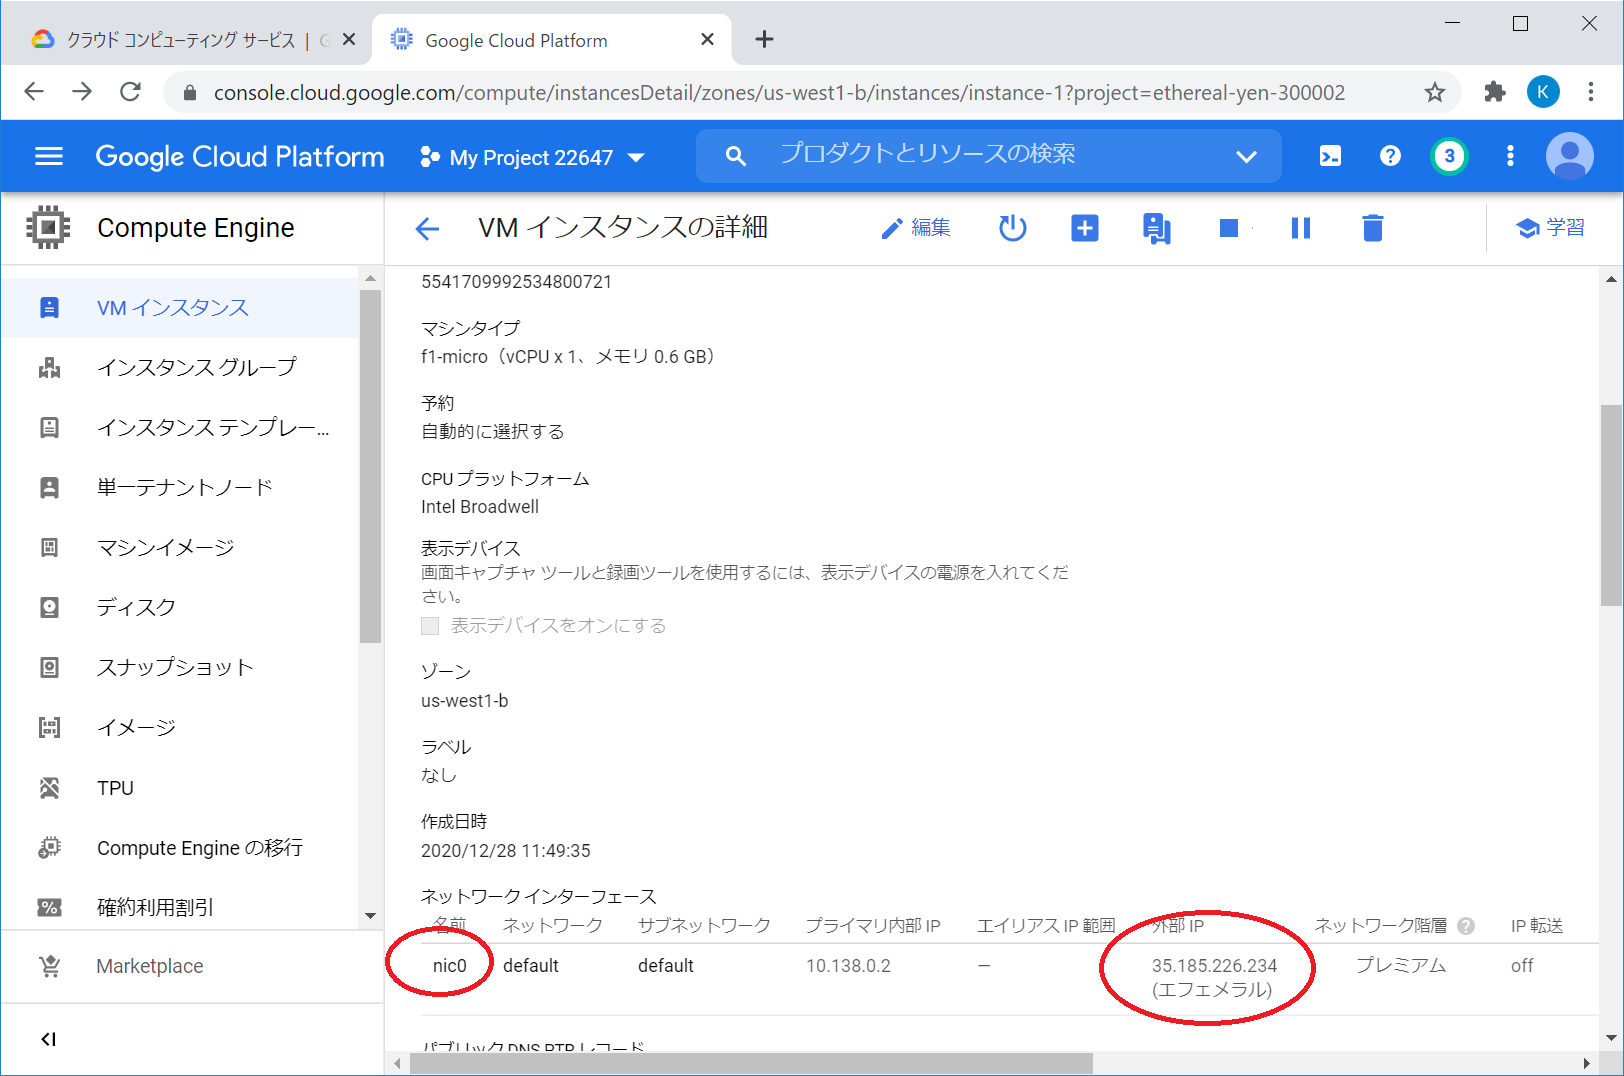 クラウド コンピューティング サービス | G
Google Cloud Platform
console.cloud.google.com/compute/instancesDetail/zones/us-west1-b/instances/instance-1?project=ethereal-yen-300002
K
Google Cloud Platform
My Project 22647
プロダクトとリソースの検索
3
Compute Engine
VM インスタンスの詳細
編集
学習
VM インスタンス
インスタンス グループ
インスタンス テンプレー...
単一テナントノード
マシンイメージ
ディスク
スナップショット
イメージ
TPU
Compute Engine の移行
確約利用割引
Marketplace
5541709992534800721
マシンタイプ
f1-micro（vCPU x 1、メモリ 0.6 GB）
予約
自動的に選択する
CPU プラットフォーム
Intel Broadwell
表示デバイス
画面キャプチャ ツールと録画ツールを使用するには、表示デバイスの電源を入れてくだ
さい。
表示デバイスをオンにする
ゾーン
us-west1-b
ラベル
なし
作成日時
2020/12/28 11:49:35
ネットワーク インターフェース
名前 ネットワーク サブネットワーク プライマリ内部 IP エイリアス IP 範囲 外部 IP ネットワーク階層 IP 転送
nic0 default default 10.138.0.2 — 35.185.226.234 プレミアム off
(エフェメラル)
パブリック DNS PTR レコード